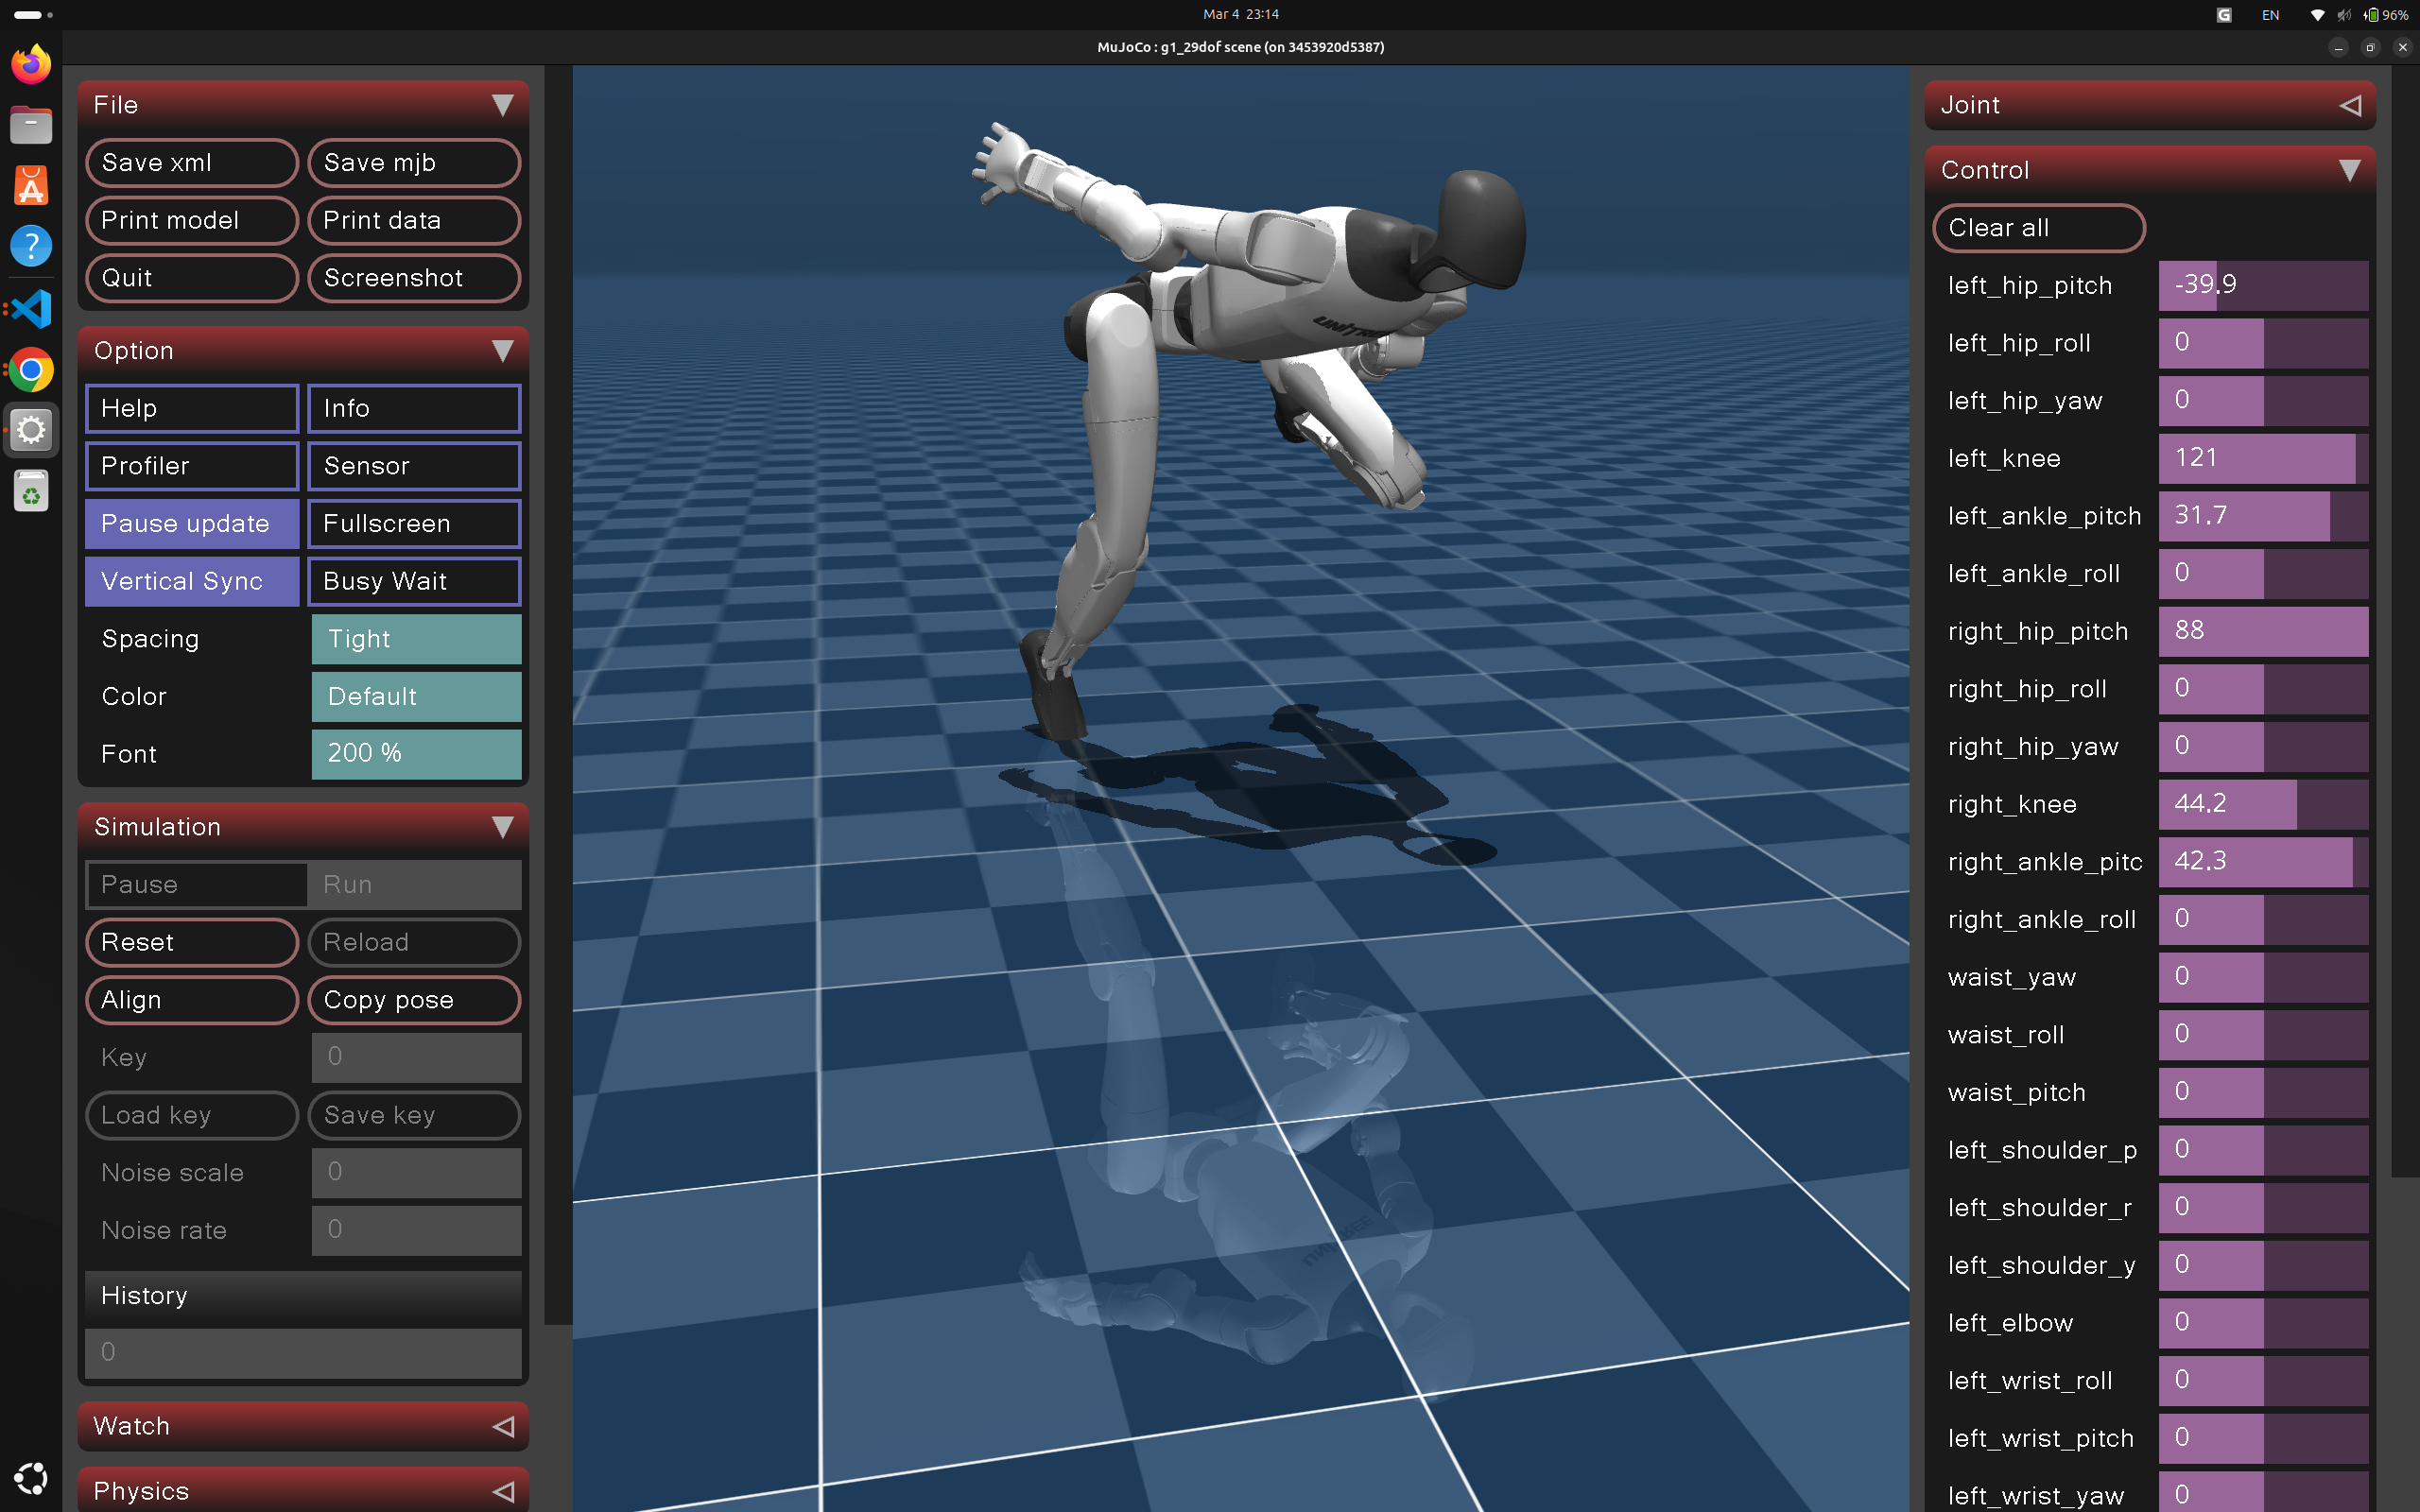 Mar 4 23:14
EN
96%
MuJoCo : g1_29dof scene (on 3453920d5387)
File
Save xml
Save mjb
Print model
Print data
Quit
Screenshot
Option
Help
Info
Profiler
Sensor
Pause update
Fullscreen
Vertical Sync
Busy Wait
Spacing
Tight
Color
Default
Font
200 %
Simulation
Pause
Run
Reset
Reload
Align
Copy pose
Key
0
Load key
Save key
Noise scale
0
Noise rate
0
History
0
Watch
Physics
Joint
Control
Clear all
left_hip_pitch
-39.9
left_hip_roll
0
left_hip_yaw
0
left_knee
121
left_ankle_pitch
31.7
left_ankle_roll
0
right_hip_pitch
88
right_hip_roll
0
right_hip_yaw
0
right_knee
44.2
right_ankle_pitc
42.3
right_ankle_roll
0
waist_yaw
0
waist_roll
0
waist_pitch
0
left_shoulder_p
0
left_shoulder_r
0
left_shoulder_y
0
left_elbow
0
left_wrist_roll
0
left_wrist_pitch
0
left_wrist_yaw
0